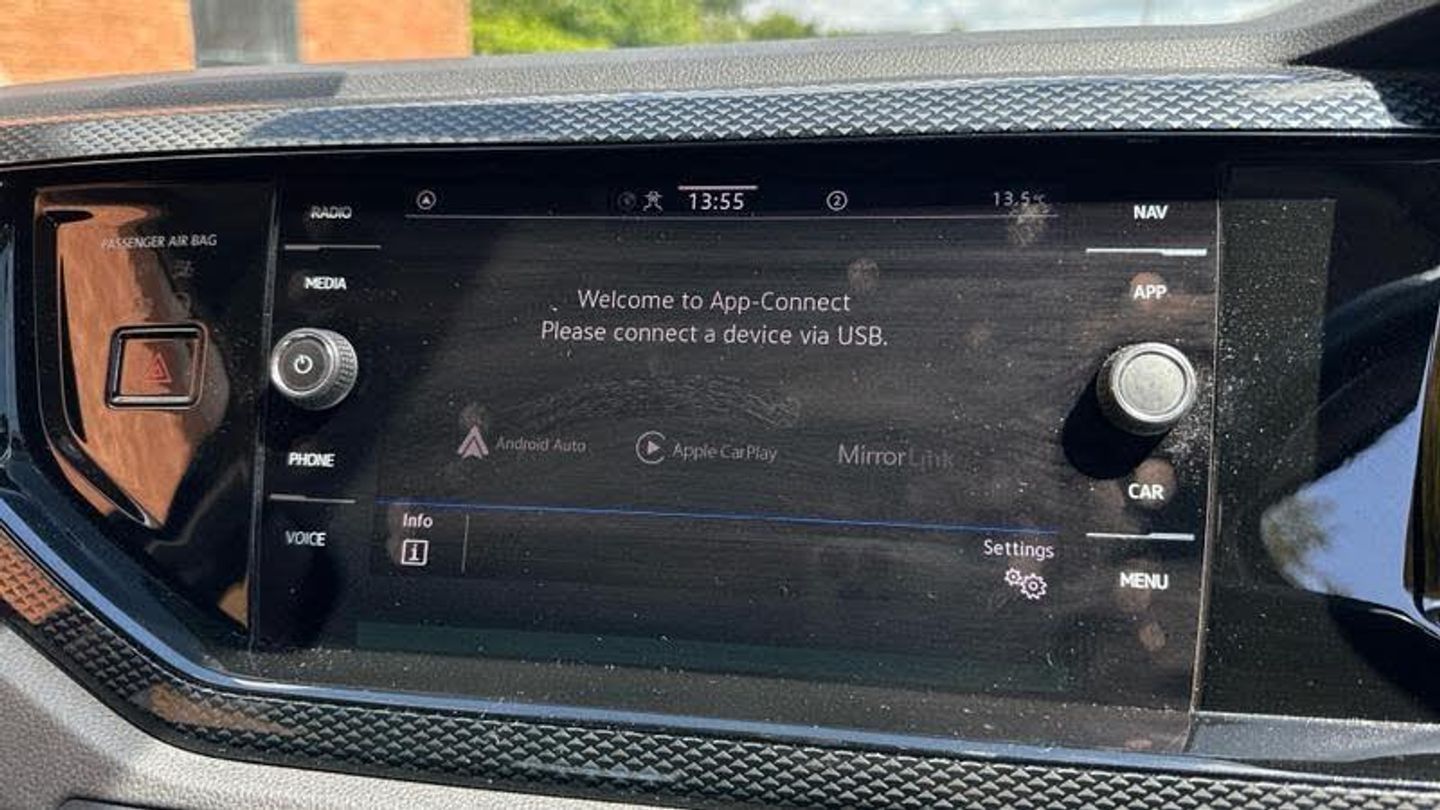 13:55
2
13.5°C
RADIO
MEDIA
PHONE
VOICE
PASSENGER AIR BAG
Welcome to App-Connect
Please connect a device via USB.
Android Auto
Apple CarPlay
MirrorLink
Info
i
Settings
NAV
APP
CAR
MENU